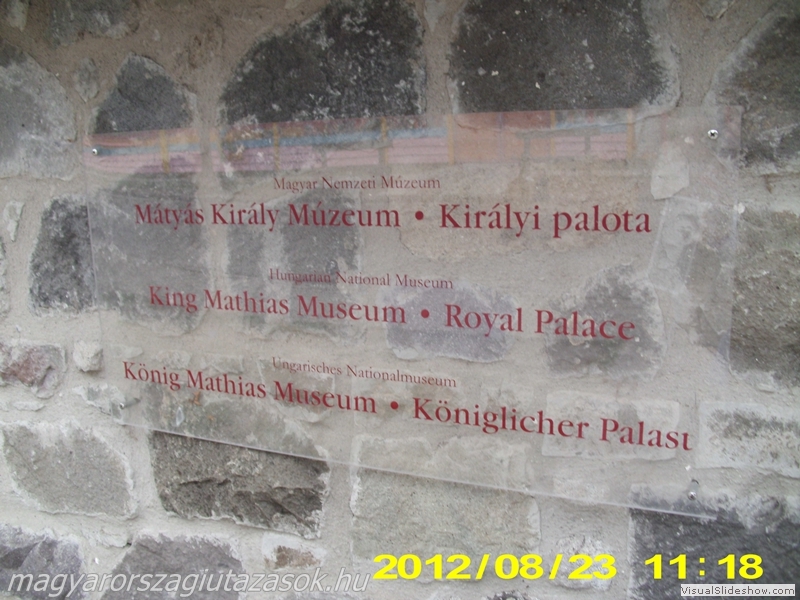 Magyar Nemzeti Múzeum
Mátyás Király Múzeum • Királyi palota
Hungarian National Museum
King Mathias Museum • Royal Palace
Ungarisches Nationalmuseum
König Mathias Museum • Königlicher Palast
2012/08/23 11:18
magyarorszagiutazasok.hu
VisualSlideshow.com